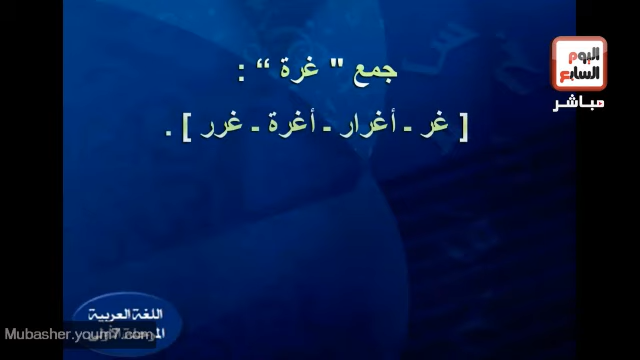 جمع " غرة " :
[ غر - أغرار - أغرة - غرر ] .
اليوم
السابع
مباشر
اللغة العربية
Mubasher.youm7.com